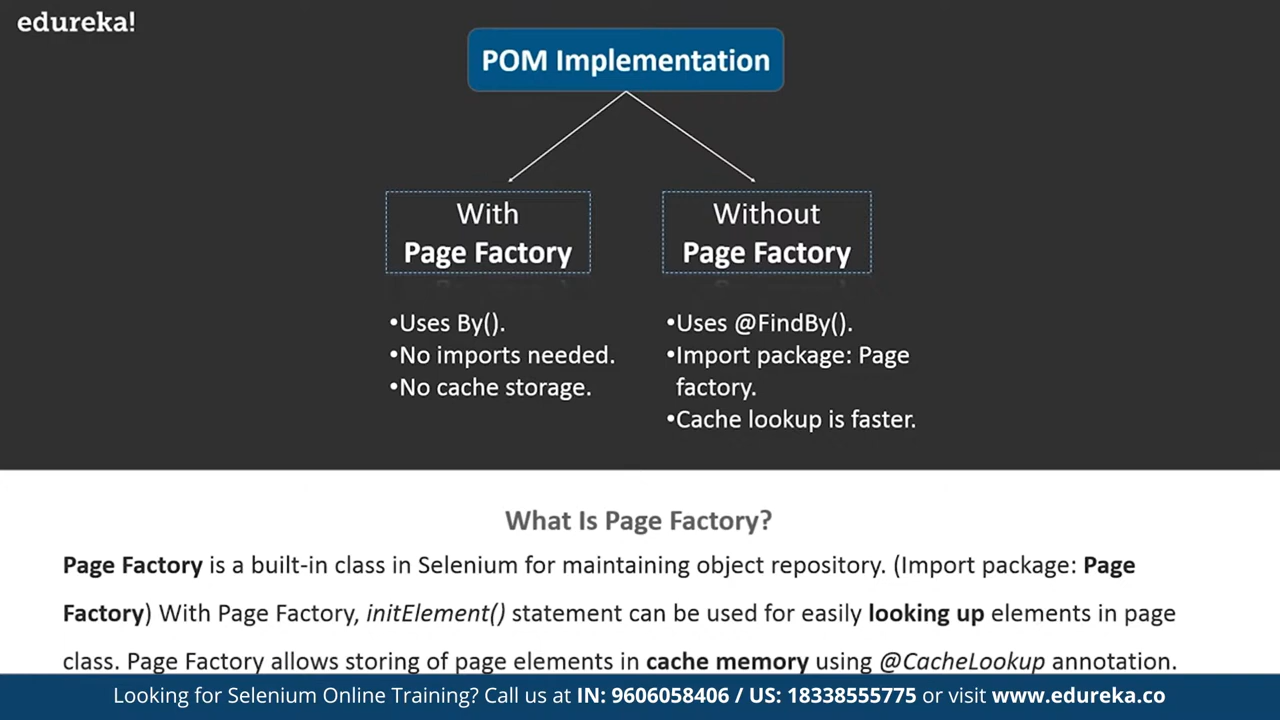 edureka!
POM Implementation
With
Page Factory
Without
Page Factory
•Uses By().
•No imports needed.
•No cache storage.
•Uses @FindBy().
•Import package: Page
factory.
•Cache lookup is faster.
What Is Page Factory?
Page Factory is a built-in class in Selenium for maintaining object repository. (Import package: Page
Factory) With Page Factory, initElement() statement can be used for easily looking up elements in page
class. Page Factory allows storing of page elements in cache memory using @CacheLookup annotation.
Looking for Selenium Online Training? Call us at IN: 9606058406 / US: 18338555775 or visit www.edureka.co